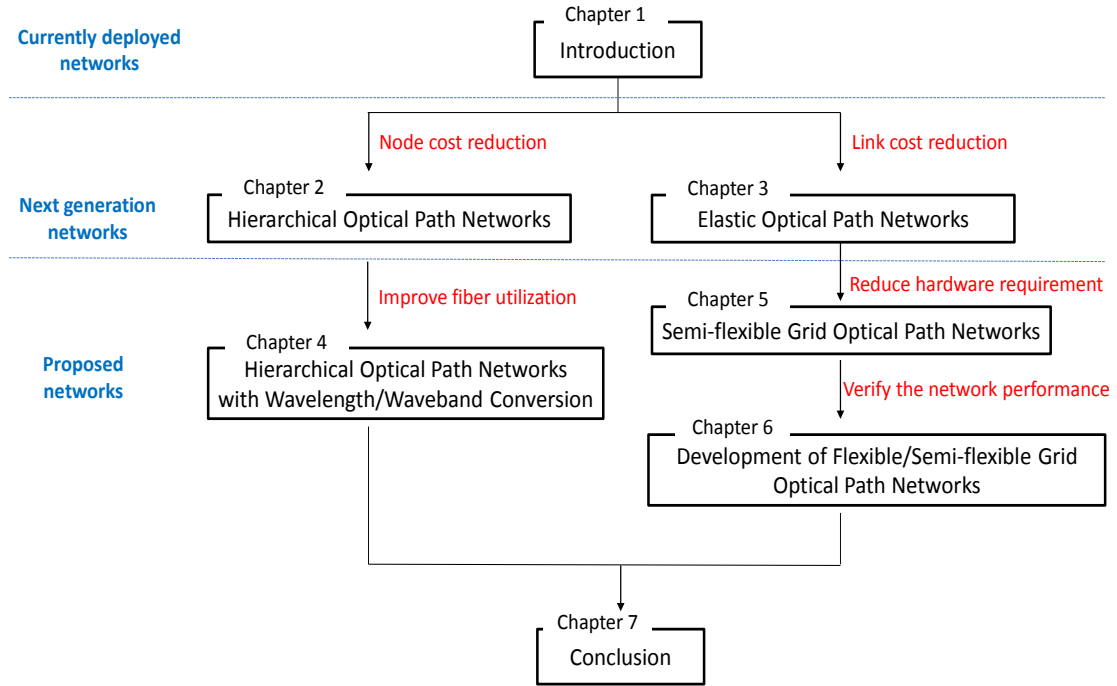 Chapter 1
Currently deployed
networks
Introduction
Node cost reduction
Link cost reduction
Chapter 2
Chapter 3
Next generation
networks
Hierarchical Optical Path Networks
Elastic Optical Path Networks
Improve fiber utilization
Reduce hardware requirement
Chapter 5
Semi-flexible Grid Optical Path Networks
Proposed
networks
Chapter 4
Hierarchical Optical Path Networks
with Wavelength/Waveband Conversion
Verify the network performance
Chapter 6
Development of Flexible/Semi-flexible Grid
Optical Path Networks
Chapter 7
Conclusion